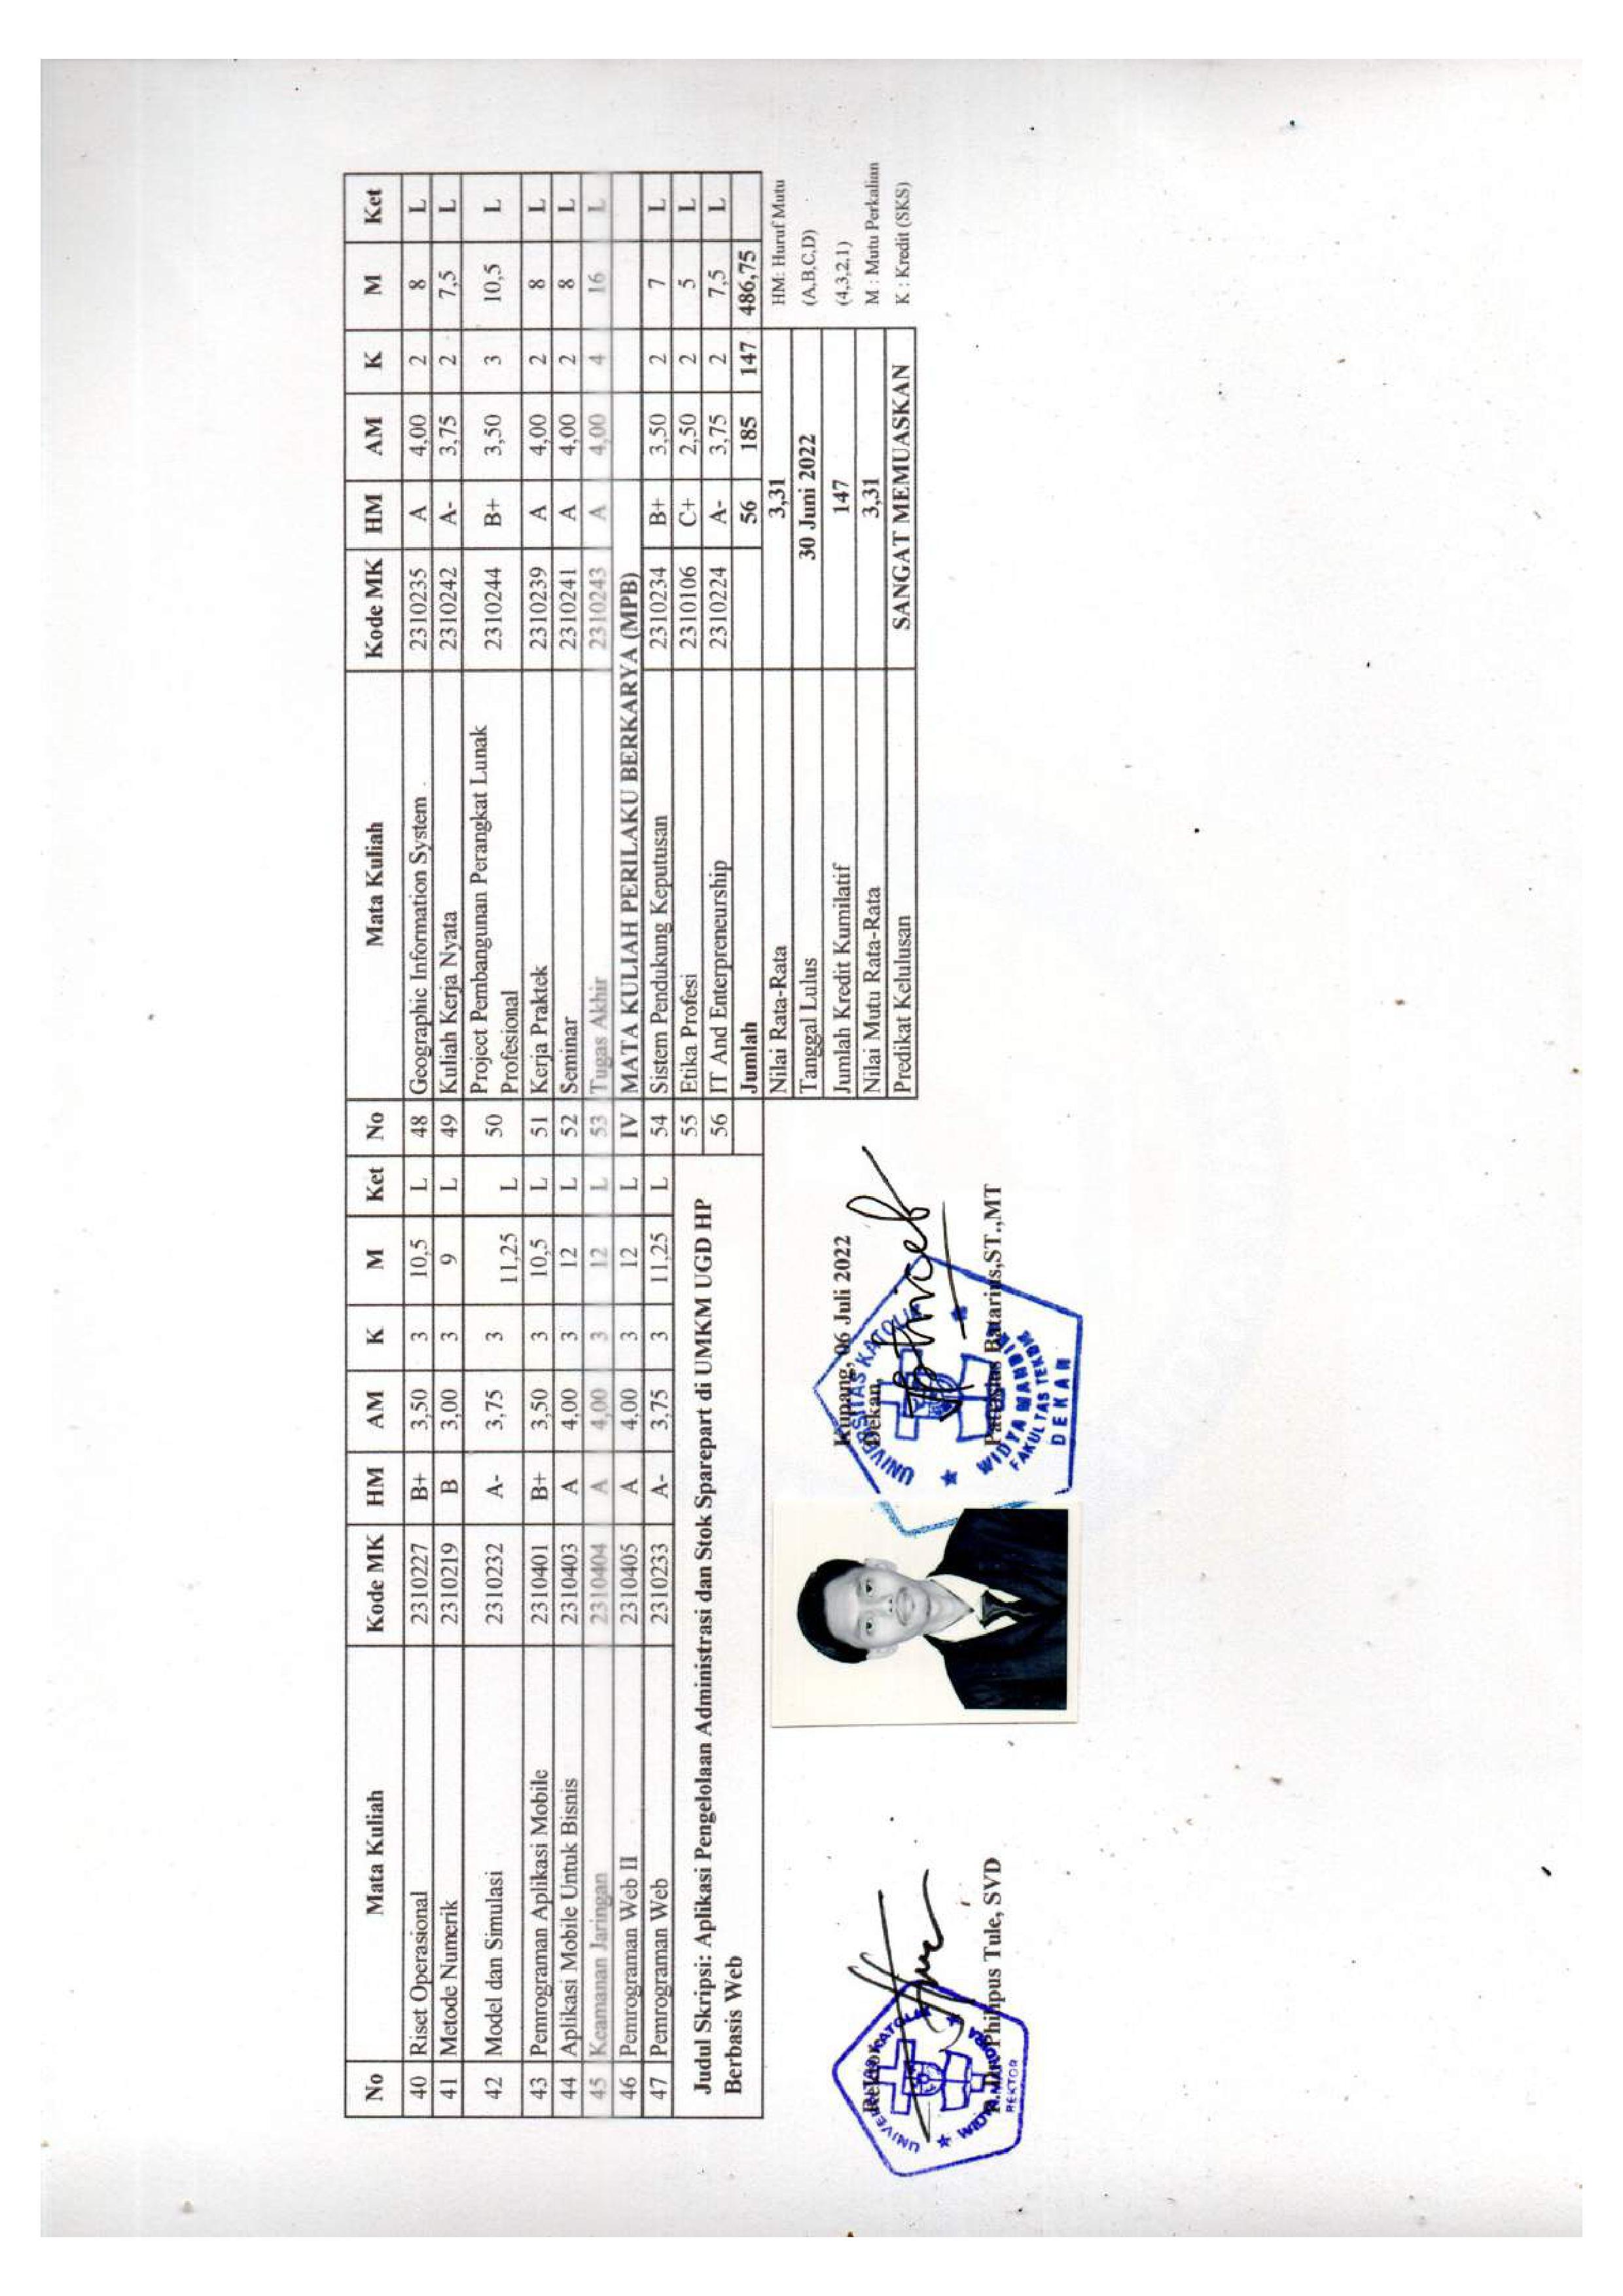 No Mata Kuliah Kode MK HM AM K M Ket
40 Riset Operasional 2310227 B+ 3,50 3 10,5 L
41 Metode Numerik 2310219 B 3,00 3 9 L
42 Model dan Simulasi 2310232 A- 3,75 3 11,25 L
43 Pemrograman Aplikasi Mobile 2310401 B+ 3,50 3 10,5 L
44 Aplikasi Mobile Untuk Bisnis 2310403 A 4,00 3 12 L
45 Keamanan Jaringan 2310404 A 4,00 3 12 L
46 Pemrograman Web II 2310405 A 4,00 3 12 L
47 Pemrograman Web 2310233 A- 3,75 3 11,25 L
Judul Skripsi: Aplikasi Pengelolaan Administrasi dan Stok Sparepart di UMKM UGD HP
Berbasis Web
No Mata Kuliah Kode MK HM AM K M Ket
48 Geographic Information System 2310235 A 4,00 2 8 L
49 Kuliah Kerja Nyata 2310242 A- 3,75 2 7,5 L
50 Project Pembangunan Perangkat Lunak
Profesional 2310244 B+ 3,50 3 10,5 L
51 Kerja Praktek 2310239 A 4,00 2 8 L
52 Seminar 2310241 A 4,00 2 8 L
53 Tugas Akhir 2310243 A 4,00 4 16 L
IV MATA KULIAH PERILAKU BERKARYA (MPB)
54 Sistem Pendukung Keputusan 2310234 B+ 3,50 2 7 L
55 Etika Profesi 2310106 C+ 2,50 2 5 L
56 IT And Enterpreneurship 2310224 A- 3,75 2 7,5 L
Jumlah 56 185 147 486,75
Nilai Rata-Rata 3,31
Tanggal Lulus 30 Juni 2022
Jumlah Kredit Kumilatif 147
Nilai Mutu Rata-Rata 3,31
Predikat Kelulusan SANGAT MEMUASKAN
HM: Huruf Mutu
(A,B,C,D)
(4,3,2,1)
M : Mutu Perkalian
K : Kredit (SKS)
Rektor,
UNIVERSITAS KATOLIK
WIDYA MANDIRA
REKTOR
P. Dr. Philipus Tule, SVD
Kupang, 06 Juli 2022
Dekan,
UNIVERSITAS KATOLIK
WIDYA MANDIRA
FAKULTAS TEKNIK
DEKAN
Batarius,ST.,MT